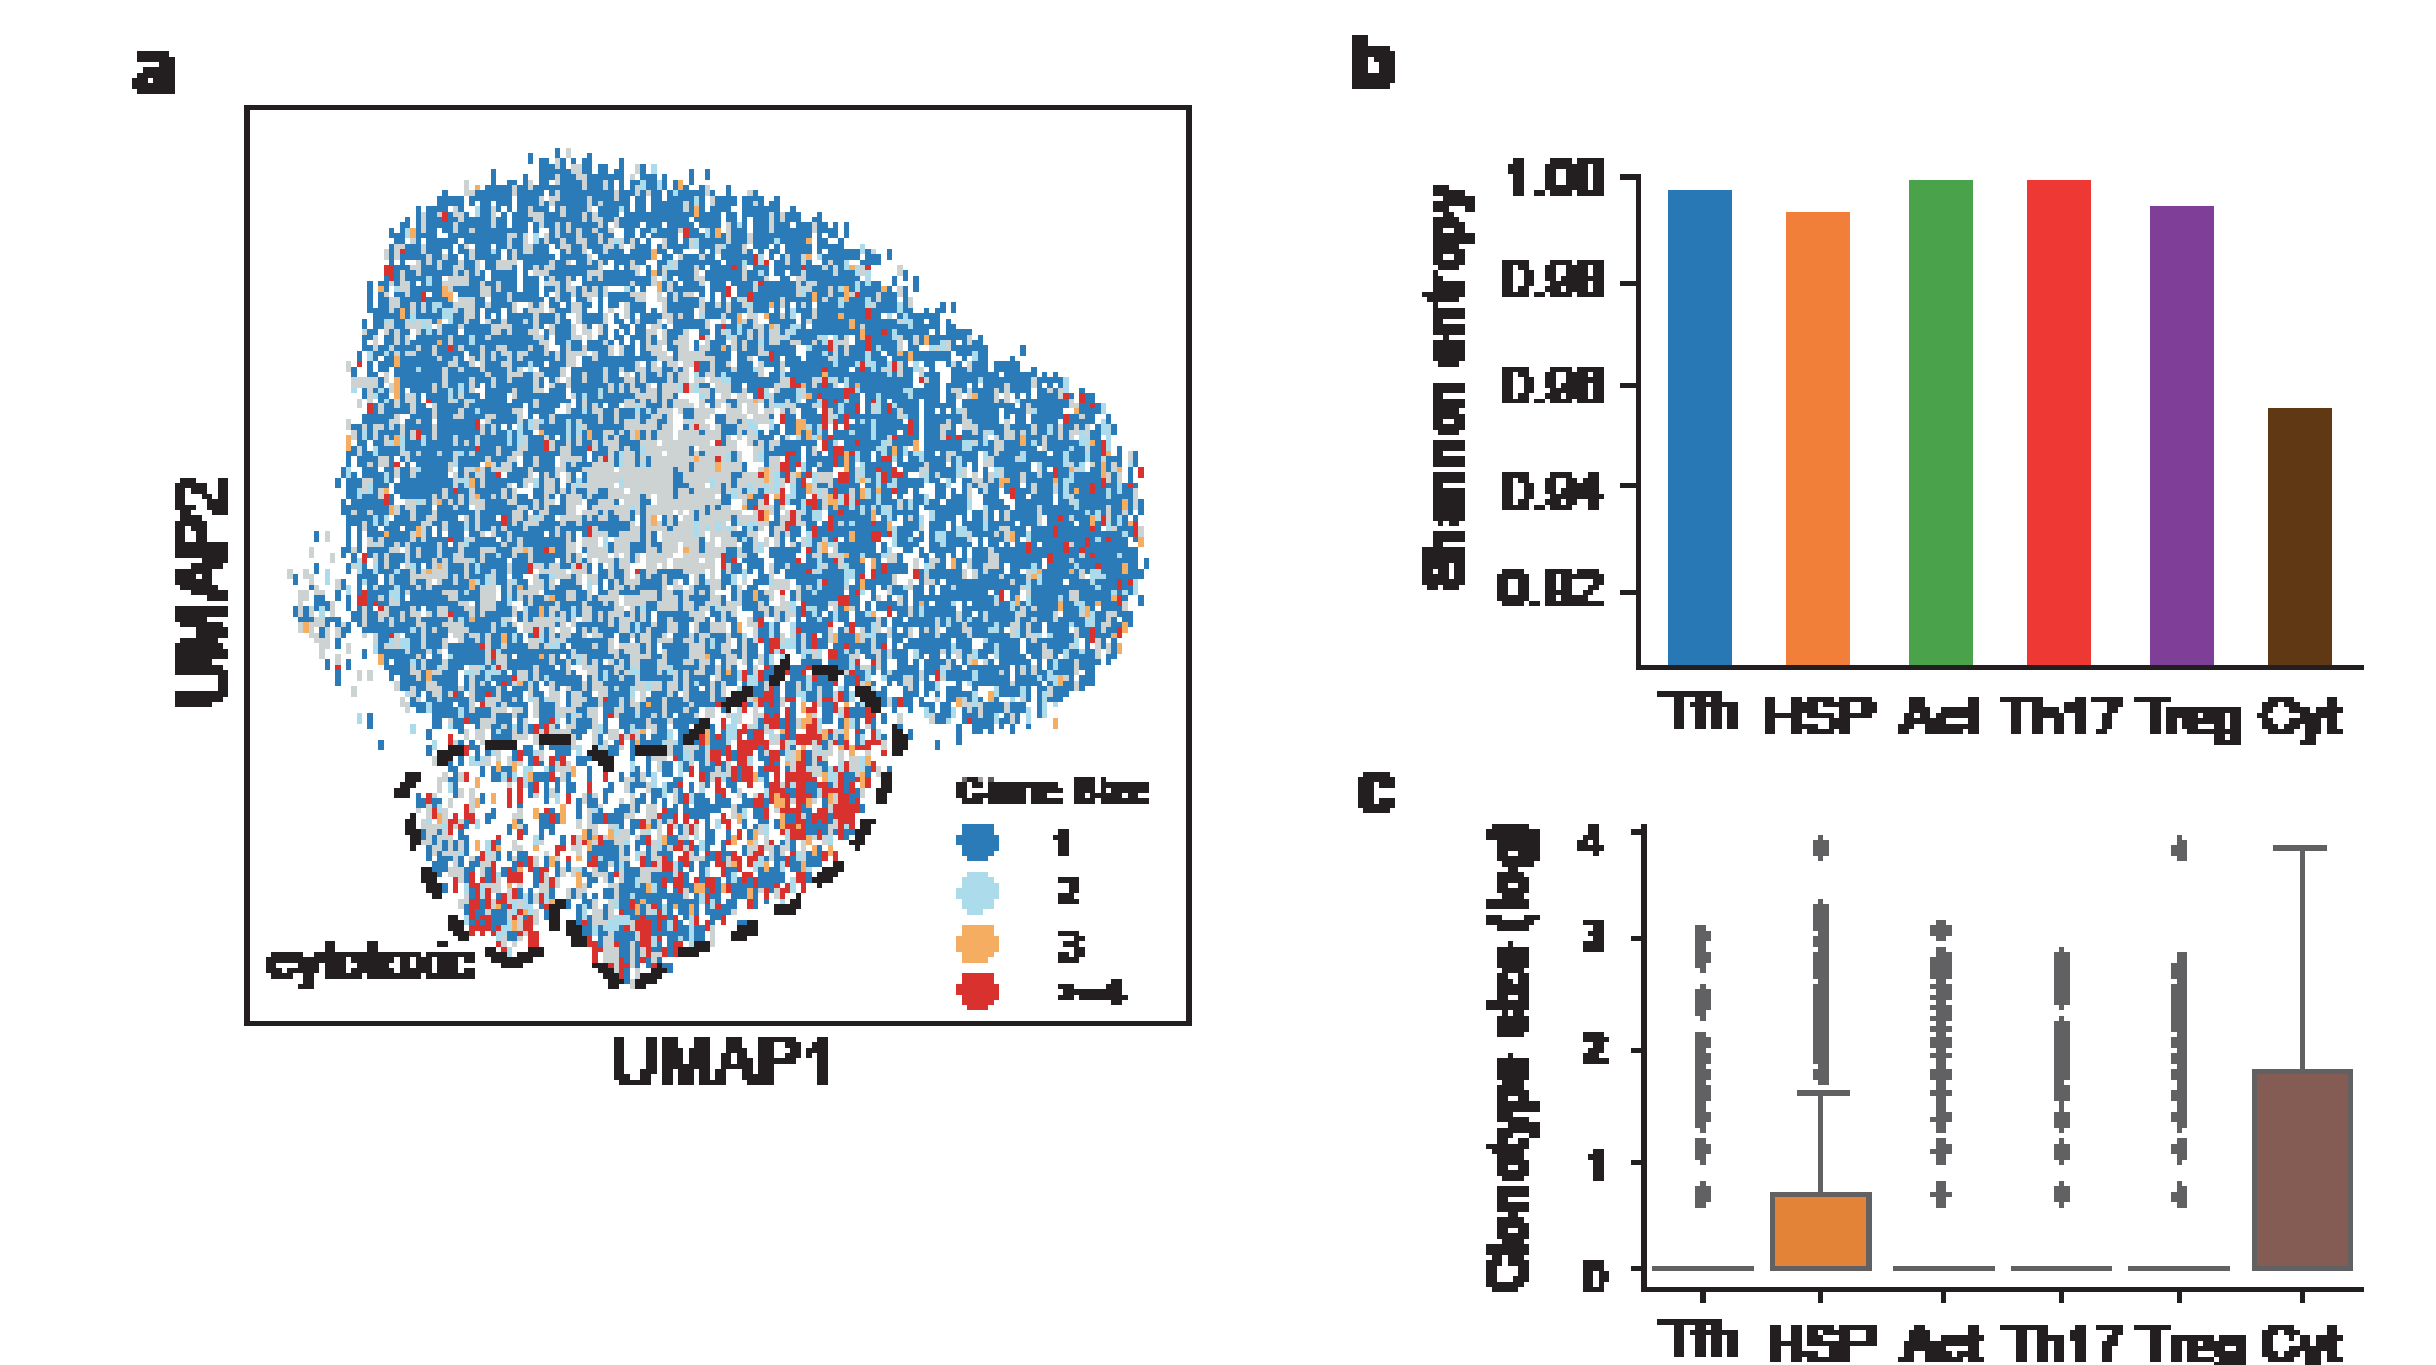 a
UMAP2
UMAP1
cytotoxic
Clone Size
1
2
3
>=4
b
Shannon entropy
1.00
0.98
0.96
0.94
0.92
Tfh HSP Act Th17 Treg Cyt
c
Clonotype size (log)
4
3
2
1
0
Tfh HSP Act Th17 Treg Cyt